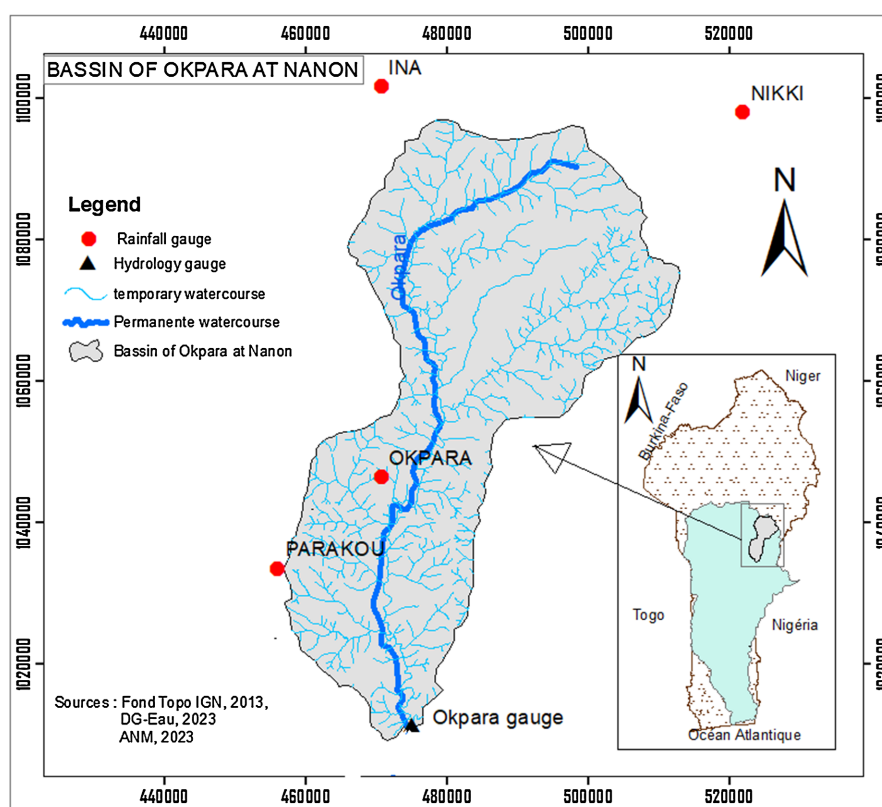 440000 460000 480000 500000 520000
BASSIN OF OKPARA AT NANON
INA
NIKKI
1100000
1100000
N
Legend
Rainfall gauge
Hydrology gauge
temporary watercourse
Permanente watercourse
Bassin of Okpara at Nanon
1080000
1080000
Okpara
1060000
N
Niger
Burkina-Faso
OKPARA
1040000
PARAKOU
Togo
Nigéria
1020000
Sources : Fond Topo IGN, 2013,
DG-Eau, 2023
ANM, 2023
Okpara gauge
Océan Atlantique
440000 460000 480000 500000 520000